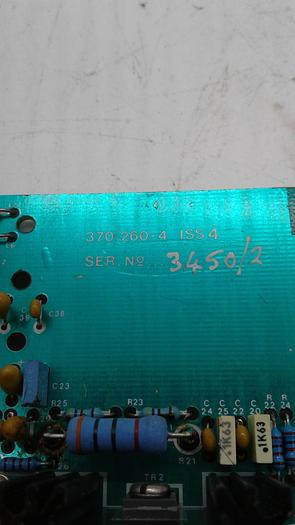 370-260-4 ISS4
SER. Nº 3450/2
C36
C23
R25
R23
C 24
C 25
C 22
C 20
R 22
R 24
.1K63
.1K63
R21
TR2